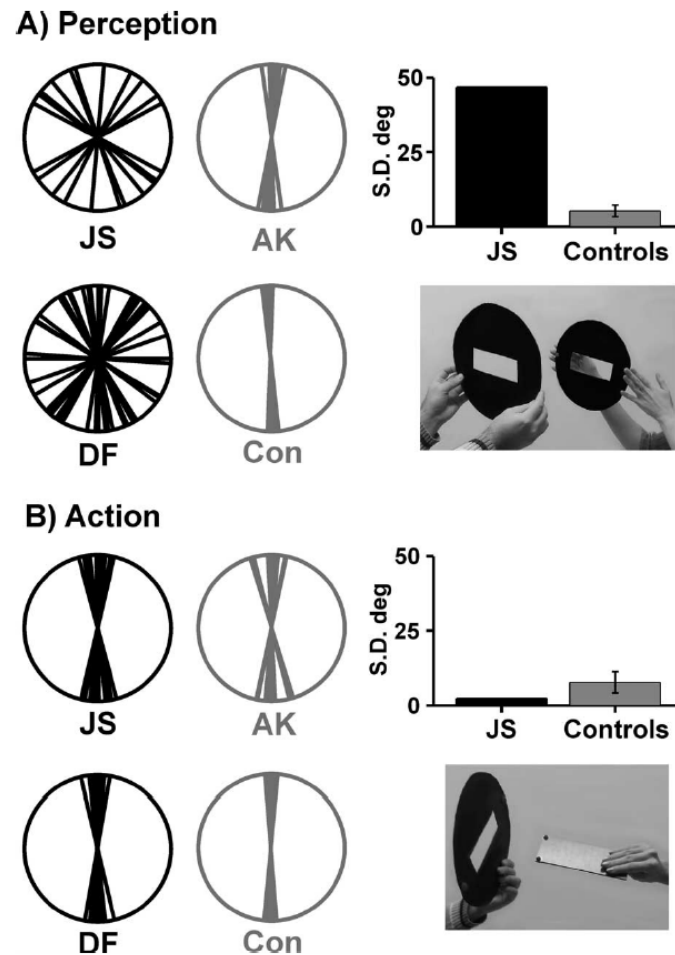 A) Perception
JS
AK
50
25
0
S.D. deg
JS
Controls
DF
Con
B) Action
JS
AK
50
25
0
S.D. deg
JS
Controls
DF
Con